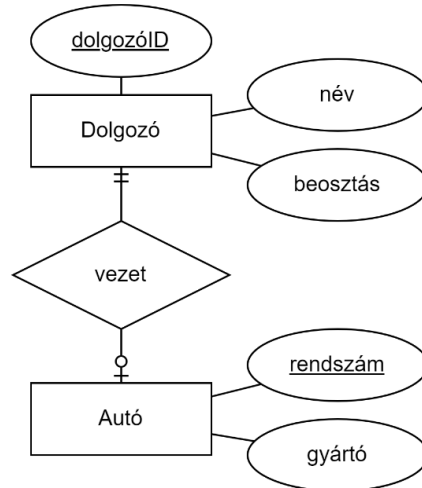 dolgozóID
Dolgozó
név
beosztás
vezet
rendszám
Autó
gyártó